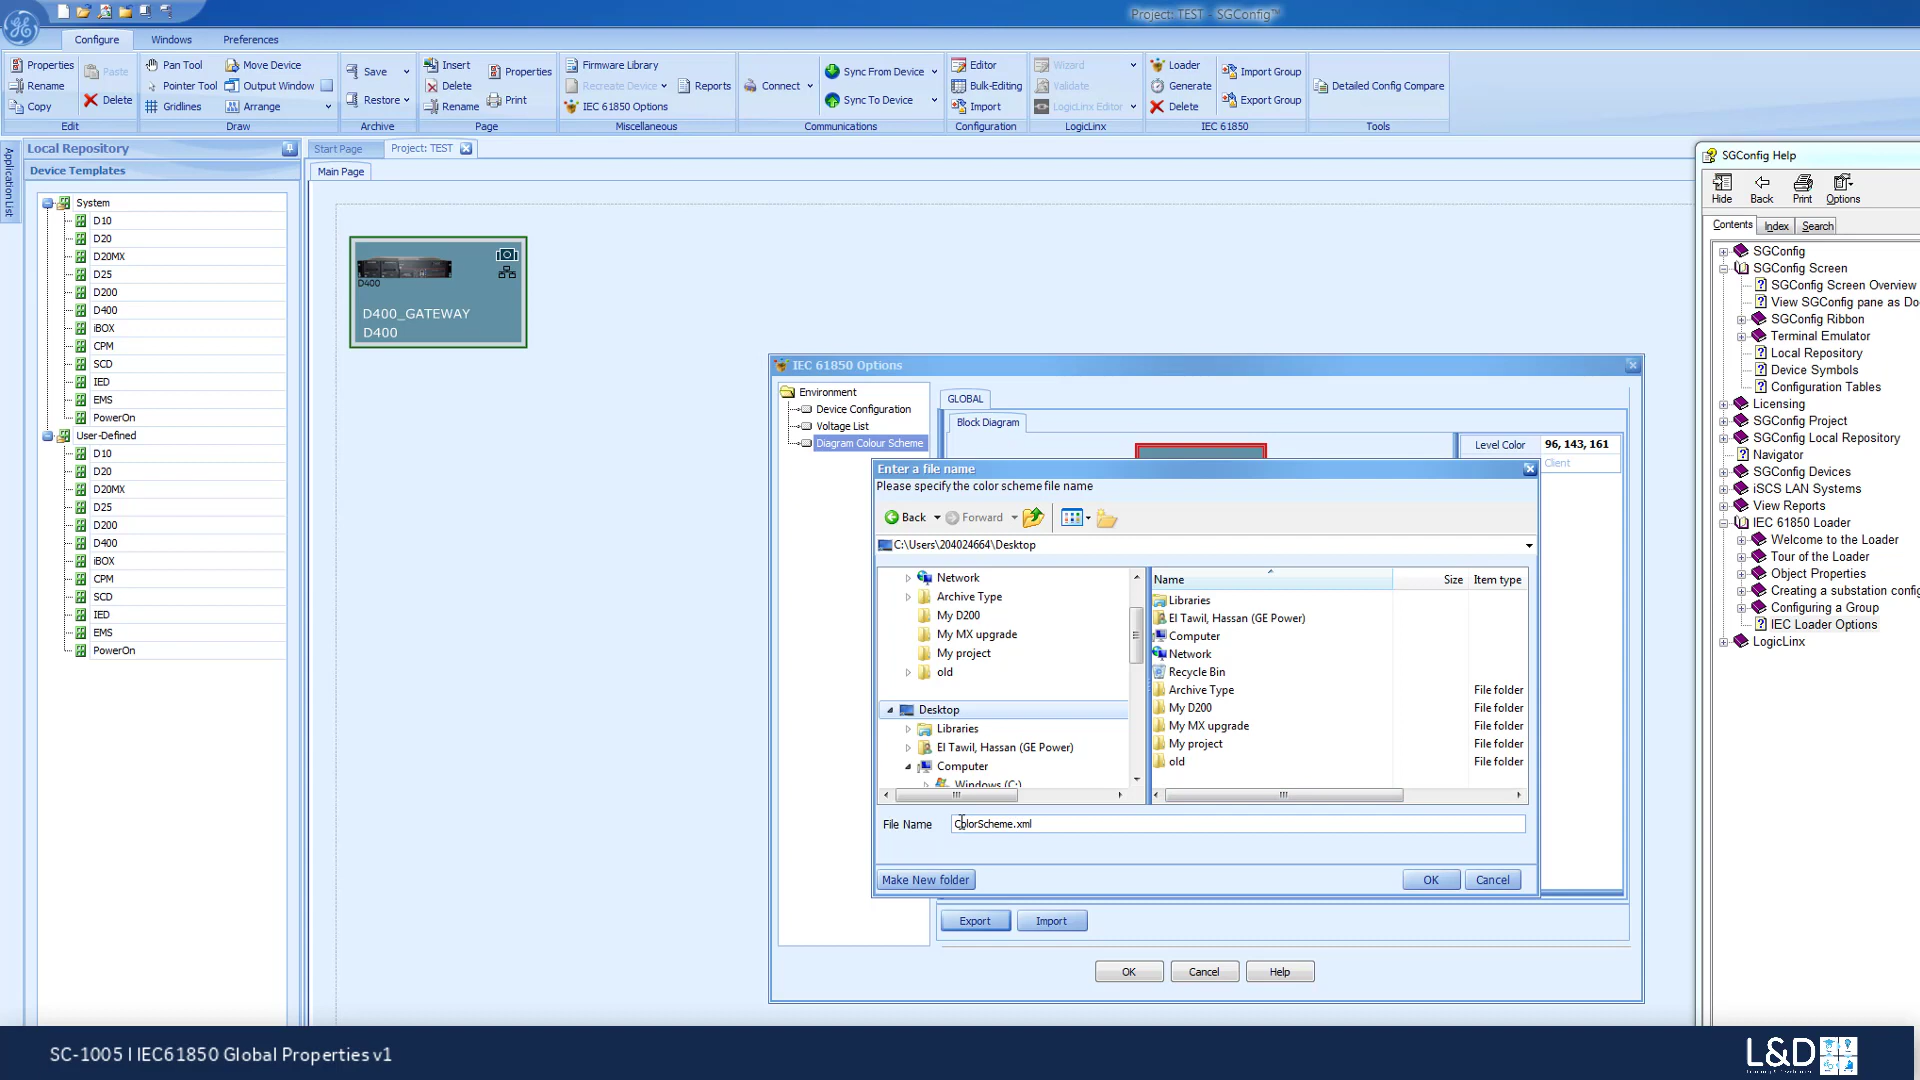 Project: TEST - SGConfig™
Configure
Windows
Preferences
Properties
Rename
Copy
Paste
Delete
Edit
Pan Tool
Pointer Tool
Gridlines
Move Device
Output Window
Arrange
Draw
Save
Restore
Archive
Insert
Delete
Rename
Properties
Print
Page
Firmware Library
Recreate Device
IEC 61850 Options
Reports
Miscellaneous
Connect
Sync From Device
Sync To Device
Communications
Editor
Bulk-Editing
Import
Configuration
Wizard
Validate
LogicLinx Editor
LogicLinx
Loader
Generate
Delete
Import Group
Export Group
IEC 61850
Detailed Config Compare
Tools
Application List
Local Repository
Device Templates
System
D10
D20
D20MX
D25
D200
D400
iBOX
CPM
SCD
IED
EMS
PowerOn
User-Defined
D10
D20
D20MX
D25
D200
D400
iBOX
CPM
SCD
IED
EMS
PowerOn
Start Page
Project: TEST
Main Page
D400
D400_GATEWAY
D400
IEC 61850 Options
Environment
Device Configuration
Voltage List
Diagram Colour Scheme
GLOBAL
Block Diagram
Level Color 96, 143, 161
Client
Enter a file name
Please specify the color scheme file name
Back
Forward
C:\Users\204024664\Desktop
Network
Archive Type
My D200
My MX upgrade
My project
old
Desktop
Libraries
El Tawil, Hassan (GE Power)
Computer
Windows (C:)
Name Size Item type
Libraries
El Tawil, Hassan (GE Power)
Computer
Network
Recycle Bin
Archive Type File folder
My D200 File folder
My MX upgrade File folder
My project File folder
old File folder
File Name ColorScheme.xml
Make New folder
OK
Cancel
Export
Import
OK
Cancel
Help
SGConfig Help
Hide
Back
Print
Options
Contents
Index
Search
SGConfig
SGConfig Screen
SGConfig Screen Overview
View SGConfig pane as Do
SGConfig Ribbon
Terminal Emulator
Local Repository
Device Symbols
Configuration Tables
Licensing
SGConfig Project
SGConfig Local Repository
Navigator
SGConfig Devices
iSCS LAN Systems
View Reports
IEC 61850 Loader
Welcome to the Loader
Tour of the Loader
Object Properties
Creating a substation config
Configuring a Group
IEC Loader Options
LogicLinx
SC-1005 I IEC61850 Global Properties v1
L&D